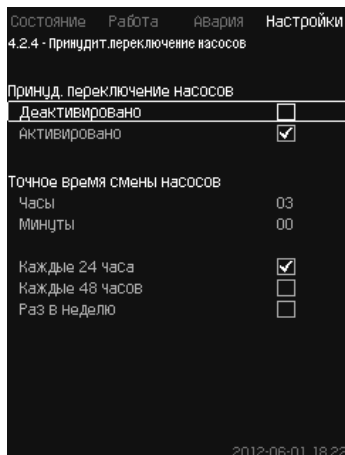 Состояние Работа Авария Настройки
4.2.4 - Принудит.переключение насосов
Принуд. переключение насосов
Деактивировано
Активировано
Точное время смены насосов
Часы 03
Минуты 00
Каждые 24 часа
Каждые 48 часов
Раз в неделю
2012-06-01 18:22